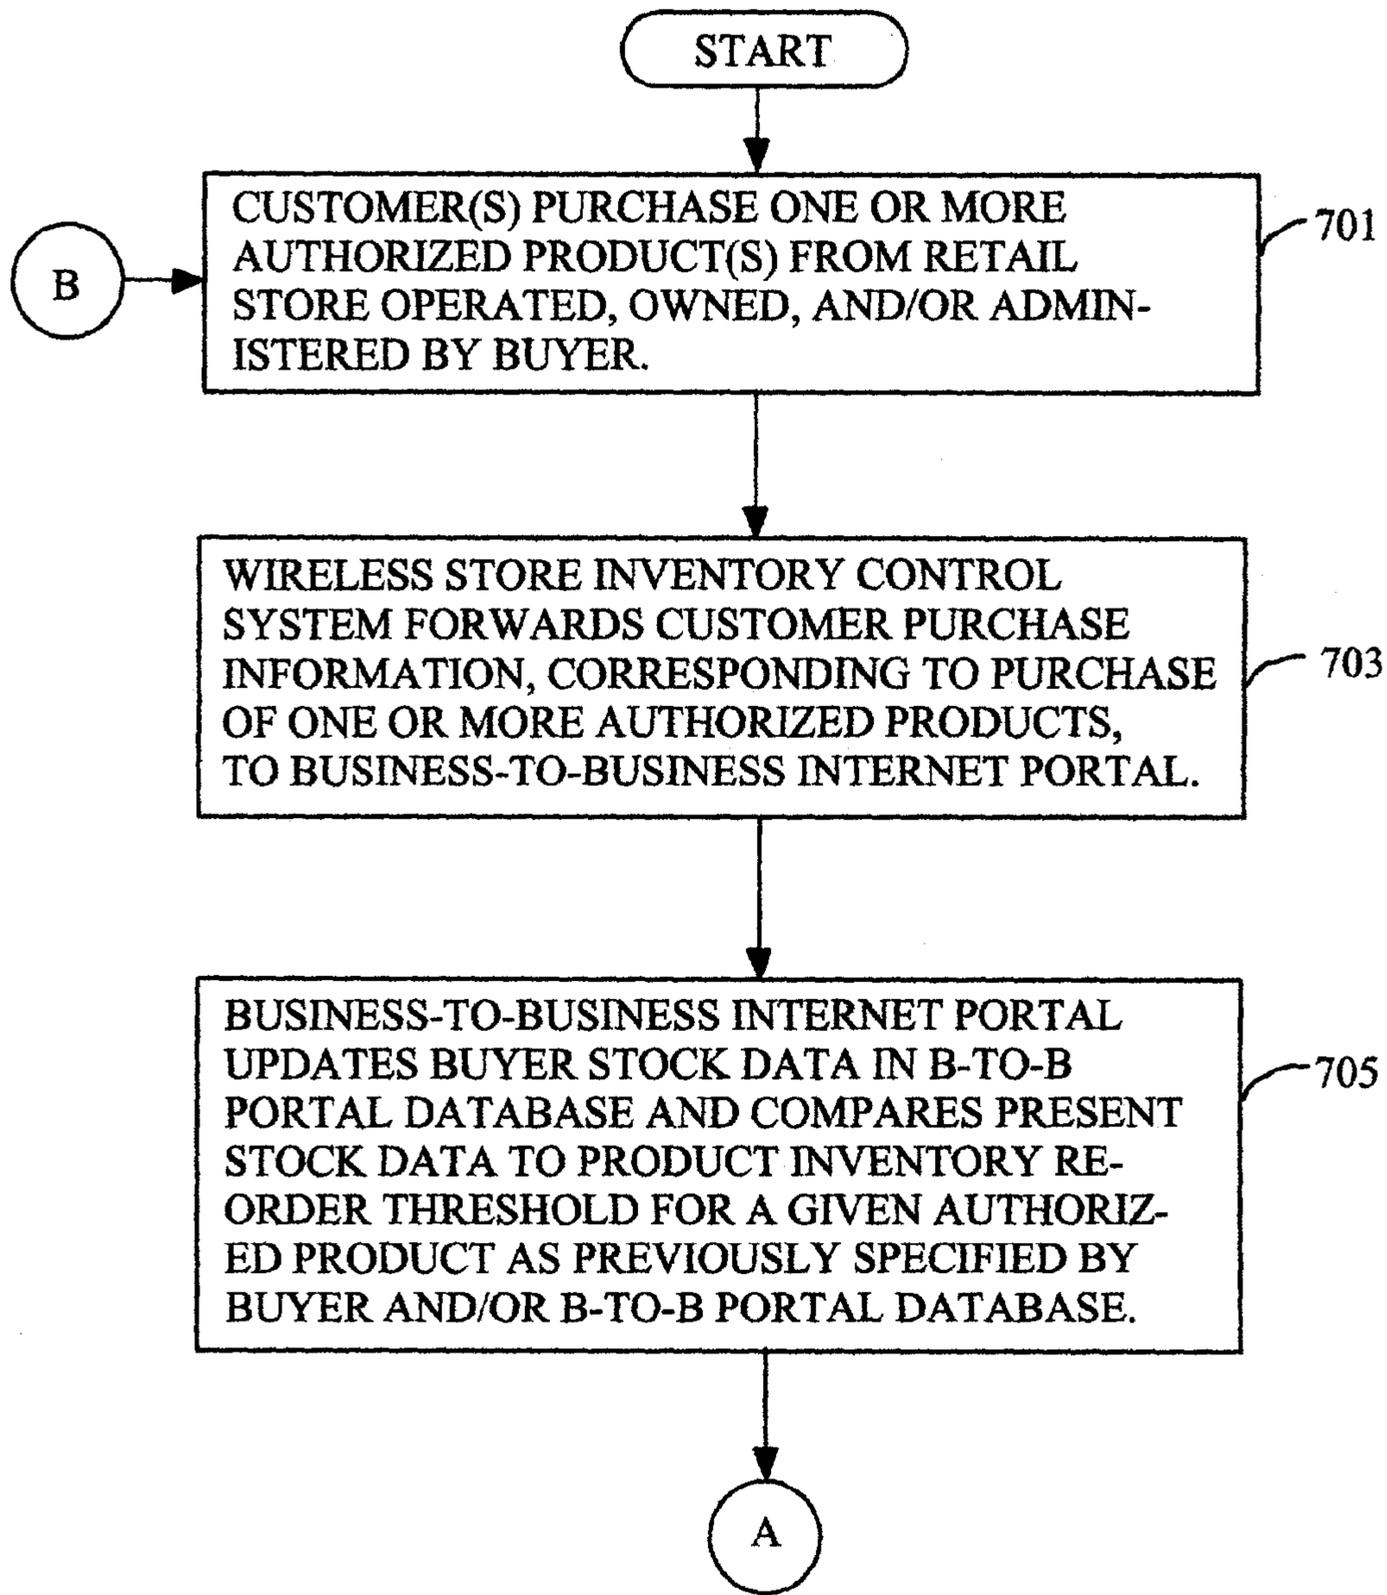 START
B
CUSTOMER(S) PURCHASE ONE OR MORE
AUTHORIZED PRODUCT(S) FROM RETAIL
STORE OPERATED, OWNED, AND/OR ADMIN-
ISTERED BY BUYER.
701
WIRELESS STORE INVENTORY CONTROL
SYSTEM FORWARDS CUSTOMER PURCHASE
INFORMATION, CORRESPONDING TO PURCHASE
OF ONE OR MORE AUTHORIZED PRODUCTS,
TO BUSINESS-TO-BUSINESS INTERNET PORTAL.
703
BUSINESS-TO-BUSINESS INTERNET PORTAL
UPDATES BUYER STOCK DATA IN B-TO-B
PORTAL DATABASE AND COMPARES PRESENT
STOCK DATA TO PRODUCT INVENTORY RE-
ORDER THRESHOLD FOR A GIVEN AUTHORIZ-
ED PRODUCT AS PREVIOUSLY SPECIFIED BY
BUYER AND/OR B-TO-B PORTAL DATABASE.
705
A